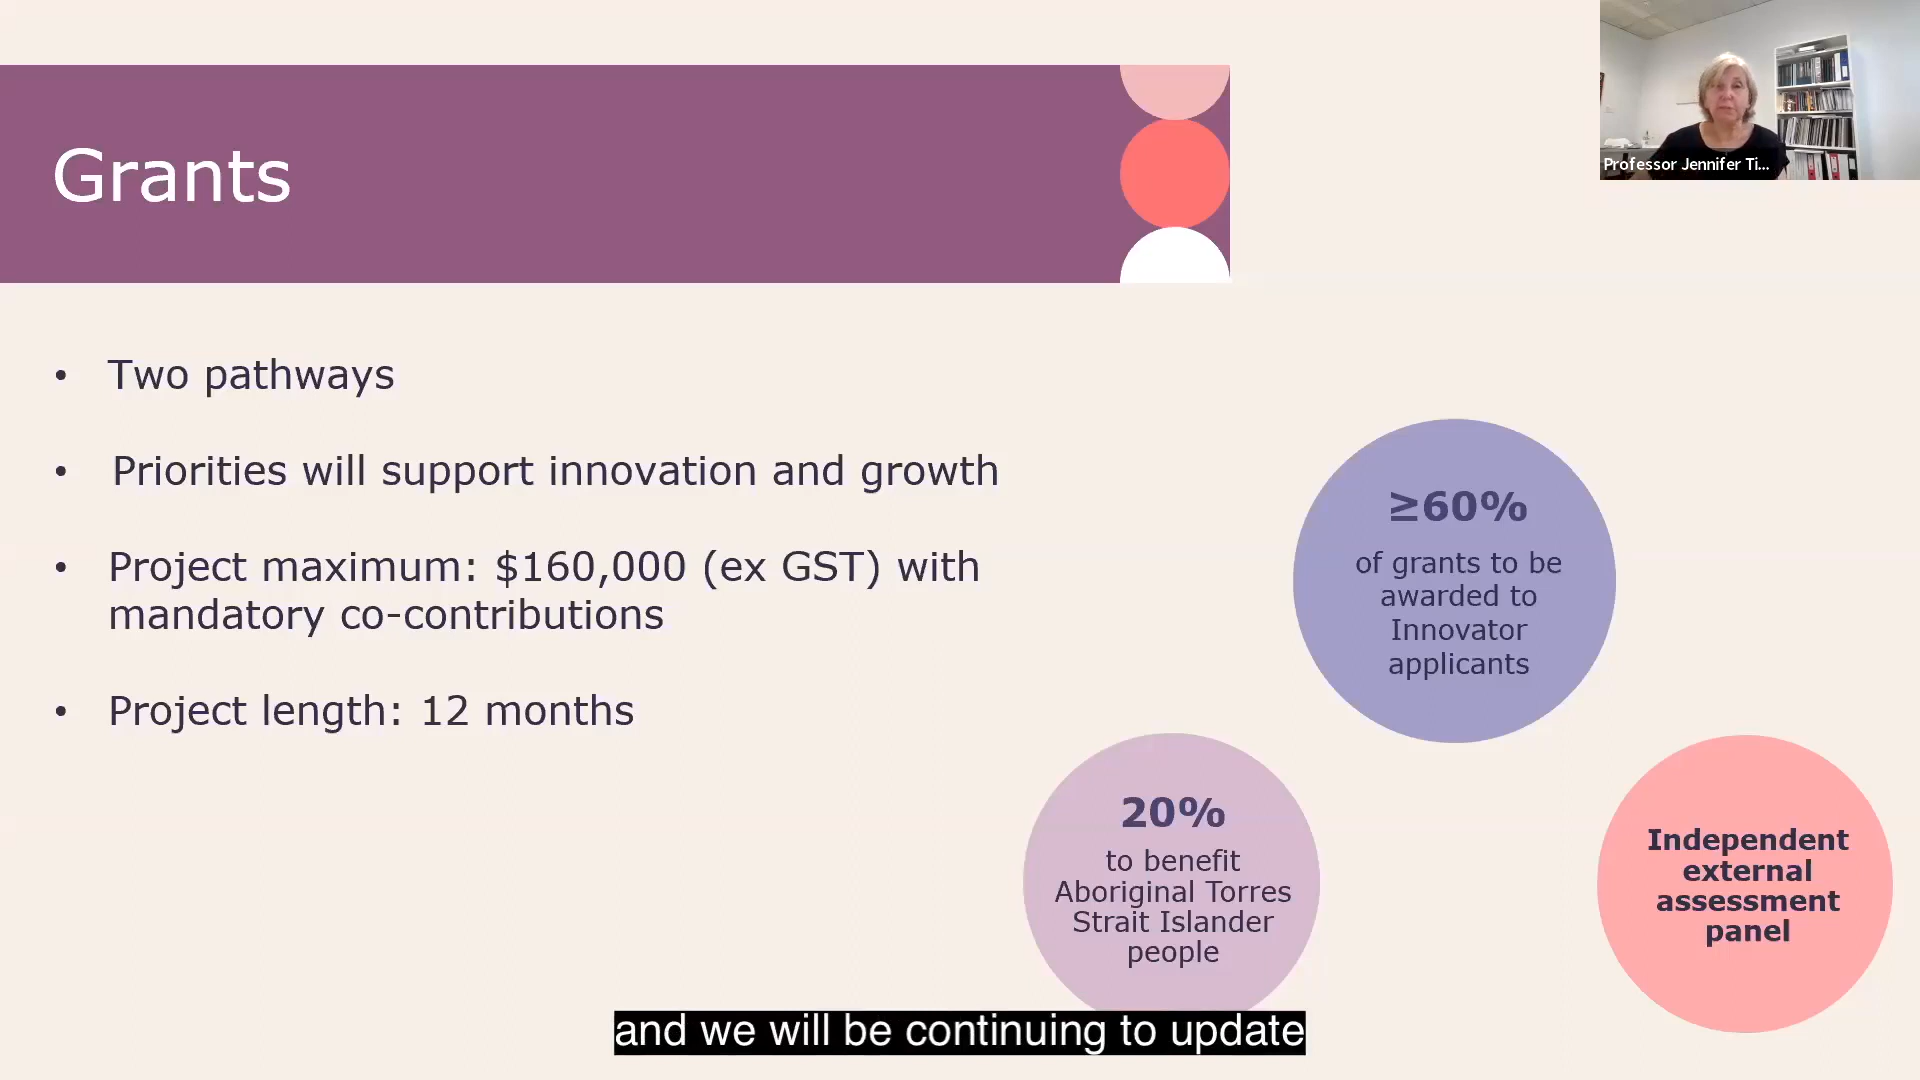 Grants
Professor Jennifer Ti...
• Two pathways
• Priorities will support innovation and growth
• Project maximum: $160,000 (ex GST) with
mandatory co-contributions
• Project length: 12 months
≥60%
of grants to be
awarded to
Innovator
applicants
20%
to benefit
Aboriginal Torres
Strait Islander
people
Independent
external
assessment
panel
and we will be continuing to update